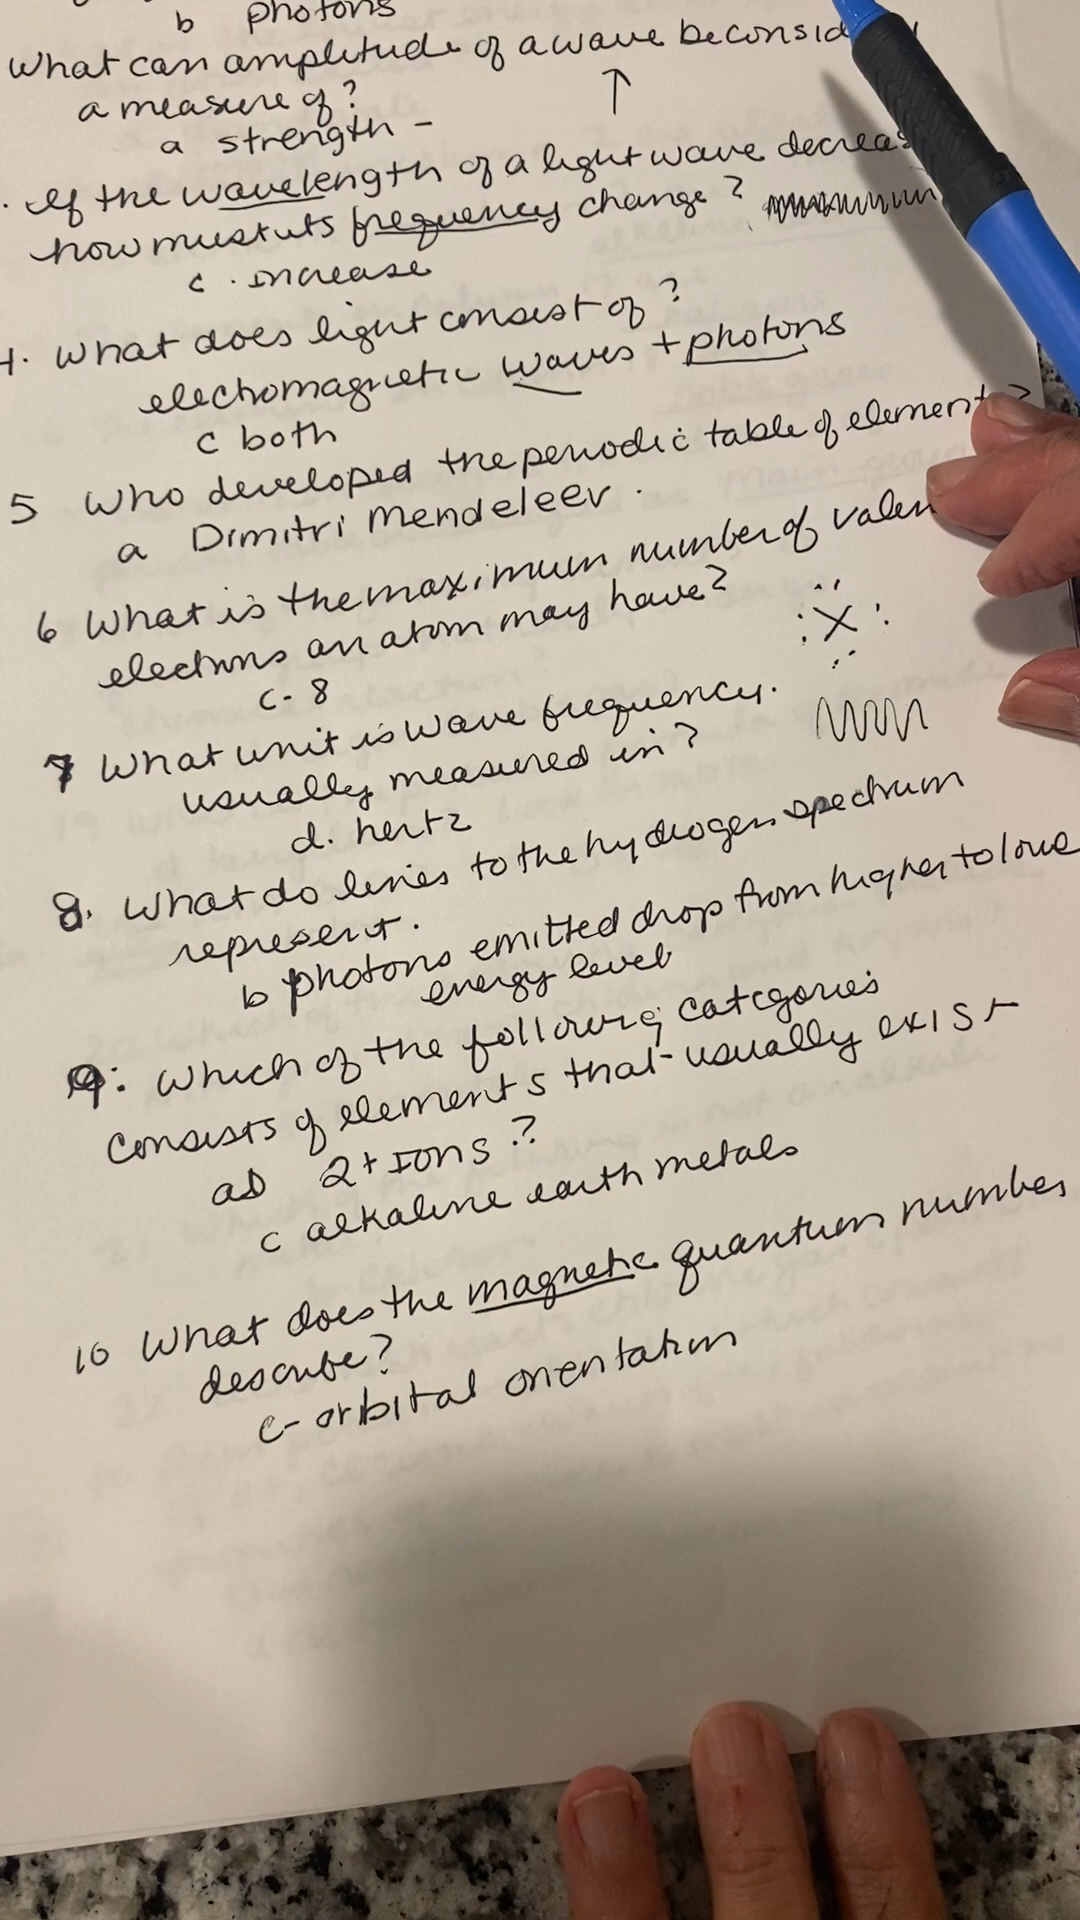 b photons
What can amplitude of a wave be consid
a measure of?
a strength -
. If the wavelength of a light wave decreas
how must its frequency change?
c. increase
4. What does light consist of?
electromagnetic waves + photons
c both
5 Who developed the periodic table of elements?
a Dimitri Mendeleev.
6 What is the maximum number of valen
electrons an atom may have?
c- 8
X
7 What unit is wave frequency.
usually measured in?
d. hertz
8. What do lines to the hydrogen spectrum
represent.
b photons emitted drop from higher to lowe
energy level
9: Which of the following categories
consists of elements that usually exist
as 2+ ions?
c alkaline earth metals
10 What does the magnetic quantum number
describe?
c- orbital orientation